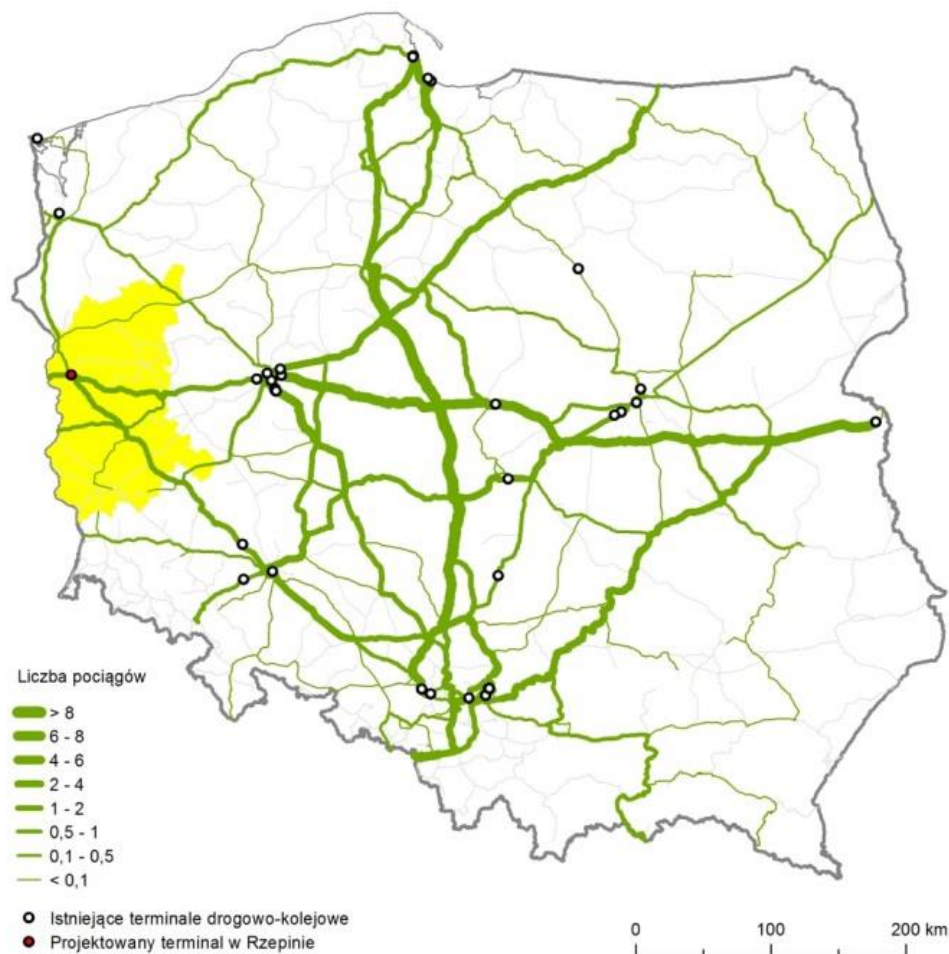 Liczba pociągów
> 8
6 - 8
4 - 6
2 - 4
1 - 2
0,5 - 1
0,1 - 0,5
< 0,1
Istniejące terminale drogowo-kolejowe
Projektowany terminal w Rzepinie
0 100 200 km